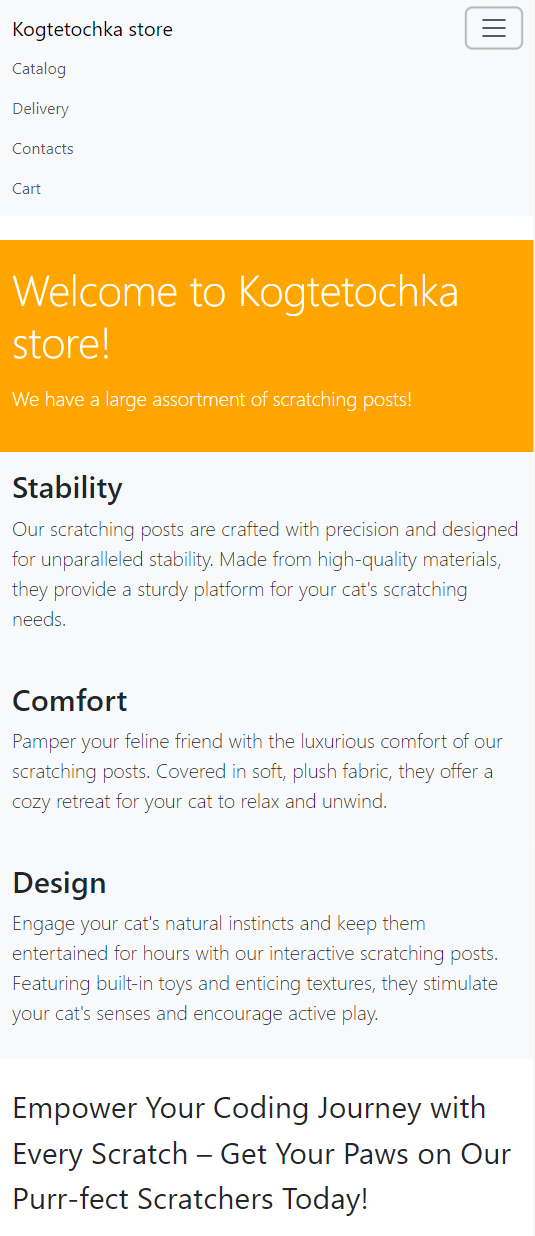 Kogtetochka store
Catalog
Delivery
Contacts
Cart
Welcome to Kogtetochka
store!
We have a large assortment of scratching posts!
Stability
Our scratching posts are crafted with precision and designed
for unparalleled stability. Made from high-quality materials,
they provide a sturdy platform for your cat's scratching
needs.
Comfort
Pamper your feline friend with the luxurious comfort of our
scratching posts. Covered in soft, plush fabric, they offer a
cozy retreat for your cat to relax and unwind.
Design
Engage your cat's natural instincts and keep them
entertained for hours with our interactive scratching posts.
Featuring built-in toys and enticing textures, they stimulate
your cat's senses and encourage active play.
Empower Your Coding Journey with
Every Scratch – Get Your Paws on Our
Purr-fect Scratchers Today!